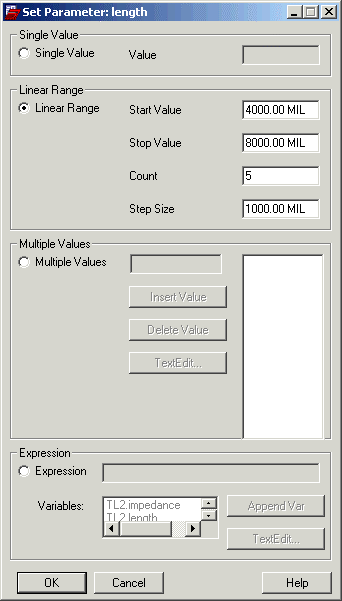 Set Parameter: length
Single Value
Single Value Value
Linear Range
Linear Range Start Value 4000.00 MIL
Stop Value 8000.00 MIL
Count 5
Step Size 1000.00 MIL
Multiple Values
Multiple Values
Insert Value
Delete Value
TextEdit...
Expression
Expression
Variables: TL2.impedance Append Var
TL2.length
TextEdit...
OK Cancel Help